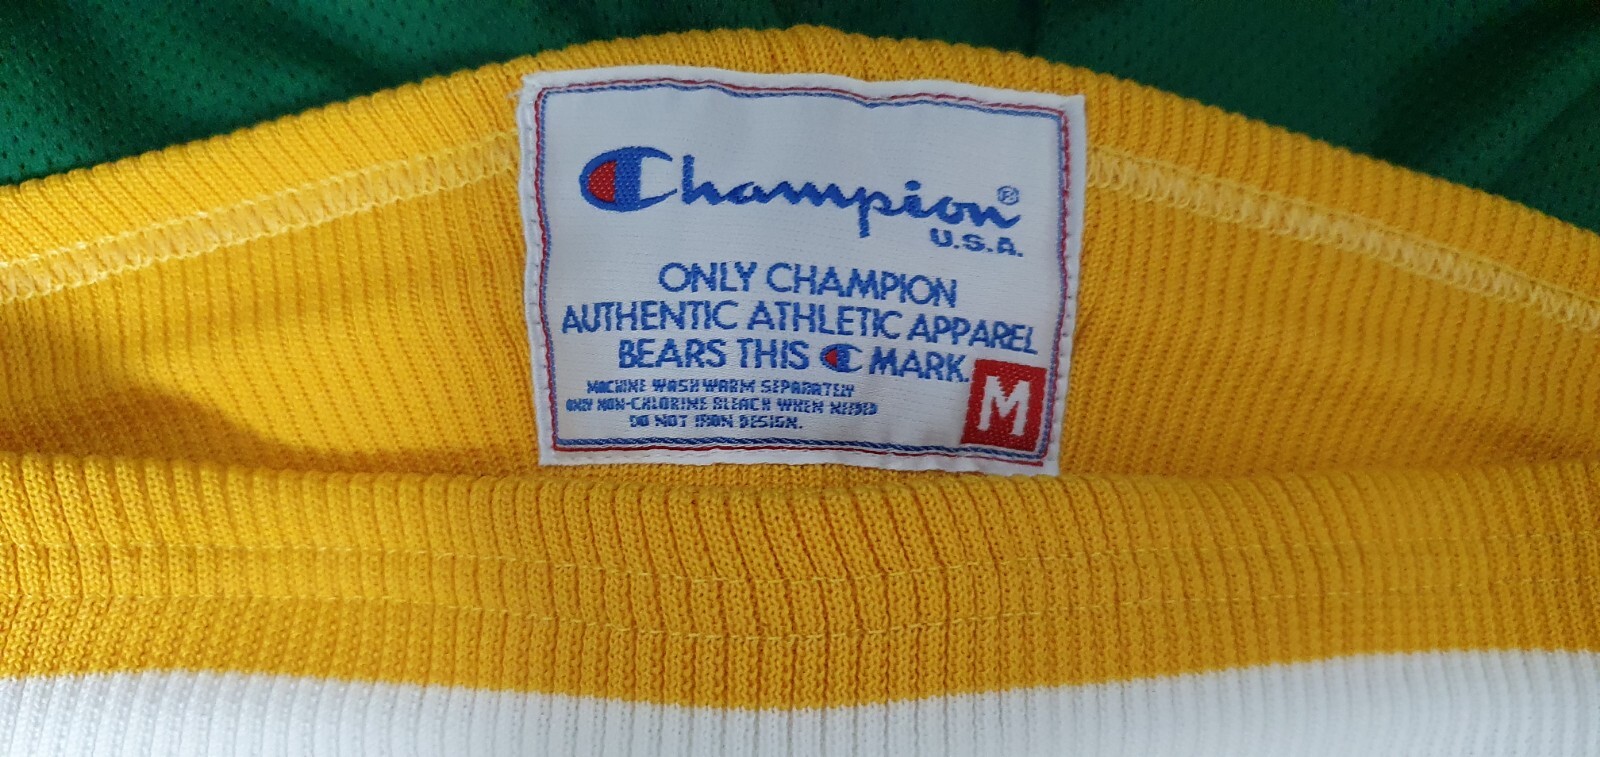 Champion®
U.S.A.
ONLY CHAMPION
AUTHENTIC ATHLETIC APPAREL
BEARS THIS C MARK.
M
MACHINE WASH WARM SEPARATELY
ONLY NON-CHLORINE BLEACH WHEN NEEDED
DO NOT IRON DESIGN.